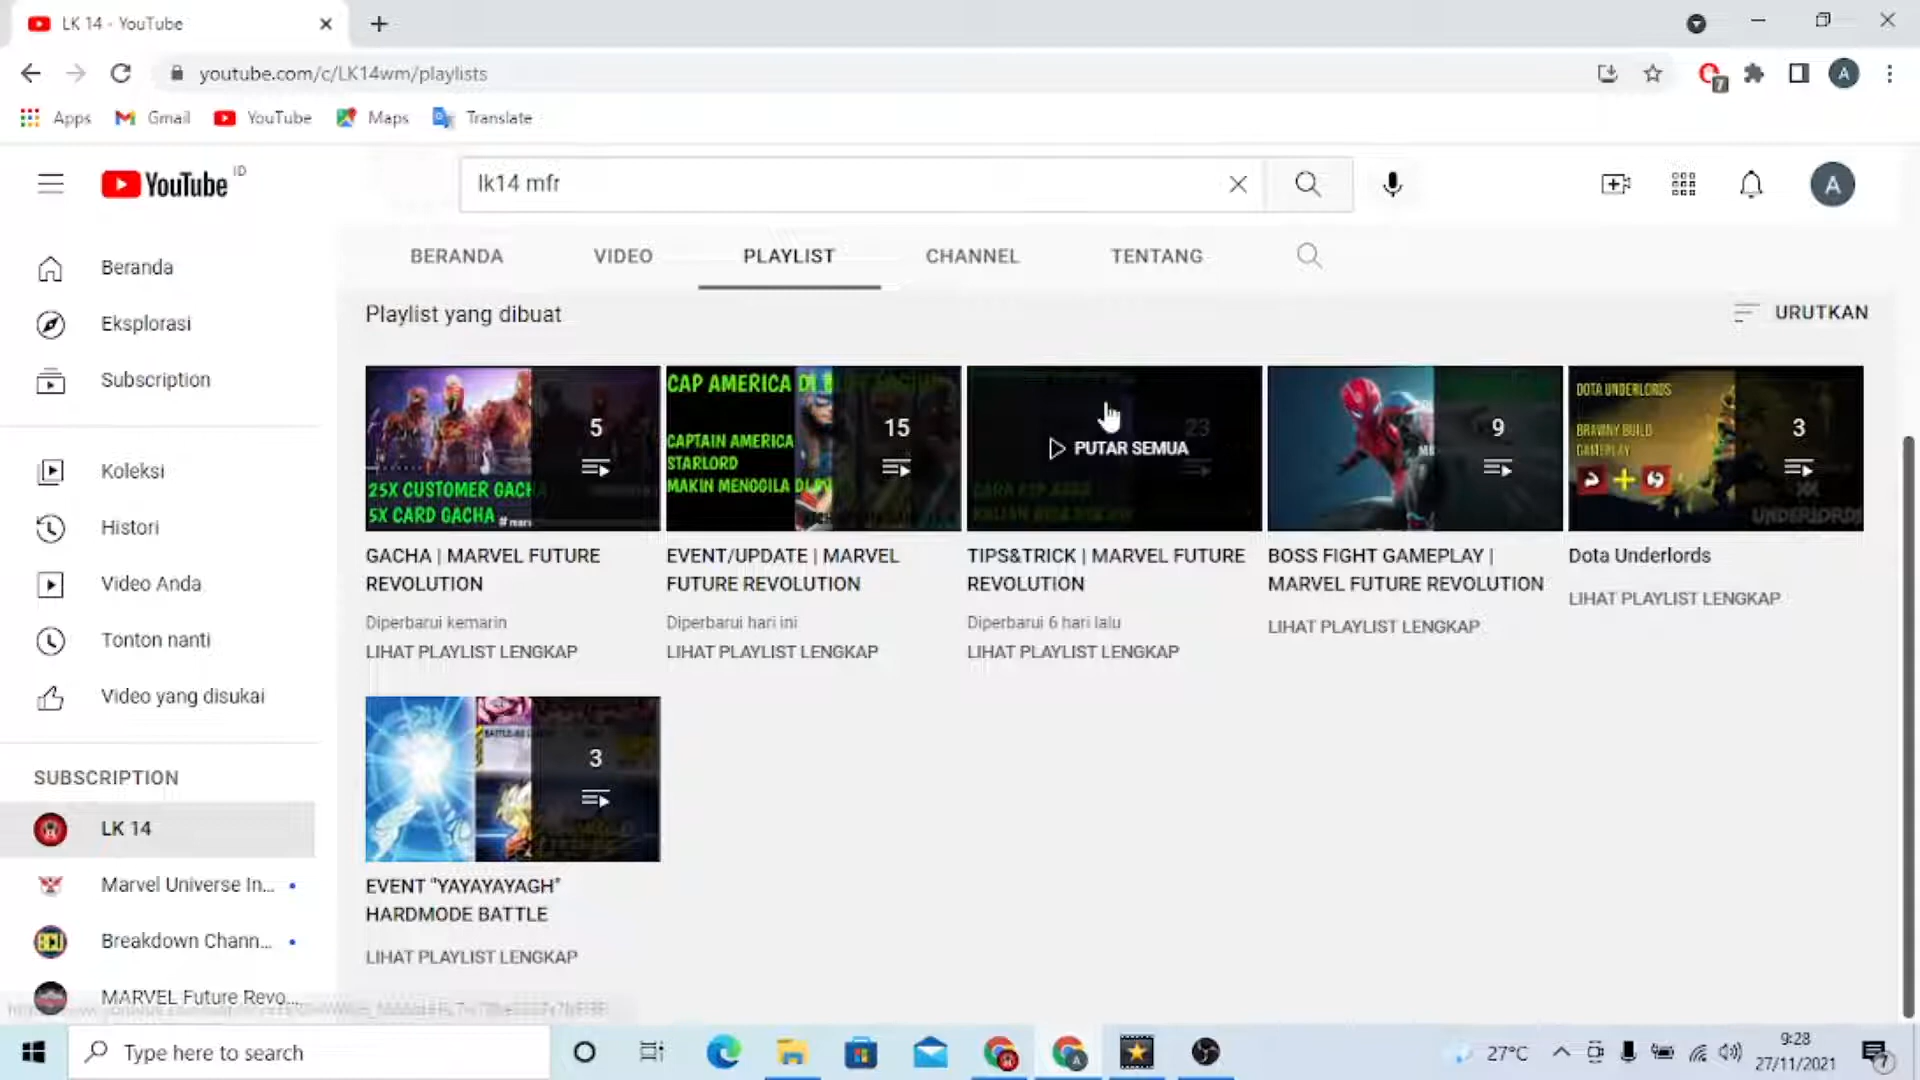 LK 14 - YouTube
youtube.com/c/LK14wm/playlists
7
A
Apps
Gmail
YouTube
Maps
Translate
YouTube ID
lk14 mfr
A
Beranda
Eksplorasi
Subscription
Koleksi
Histori
Video Anda
Tonton nanti
Video yang disukai
SUBSCRIPTION
LK 14
Marvel Universe In...
Breakdown Chann...
MARVEL Future Revo...
BERANDA
VIDEO
PLAYLIST
CHANNEL
TENTANG
Playlist yang dibuat
URUTKAN
25X CUSTOMER GACHA
5X CARD GACHA
5
GACHA | MARVEL FUTURE
REVOLUTION
Diperbarui kemarin
LIHAT PLAYLIST LENGKAP
CAP AMERICA DI
CAPTAIN AMERICA
STARLORD
MAKIN MENGGILA DI
15
EVENT/UPDATE | MARVEL
FUTURE REVOLUTION
Diperbarui hari ini
LIHAT PLAYLIST LENGKAP
23
PUTAR SEMUA
TIPS&TRICK | MARVEL FUTURE
REVOLUTION
Diperbarui 6 hari lalu
LIHAT PLAYLIST LENGKAP
9
BOSS FIGHT GAMEPLAY |
MARVEL FUTURE REVOLUTION
LIHAT PLAYLIST LENGKAP
DOTA UNDERLORDS
BRAWNY BUILD
GAMEPLAY
UNDERLORDS
3
Dota Underlords
LIHAT PLAYLIST LENGKAP
3
EVENT "YAYAYAYAGH"
HARDMODE BATTLE
LIHAT PLAYLIST LENGKAP
Type here to search
27°C
9:28
27/11/2021
7